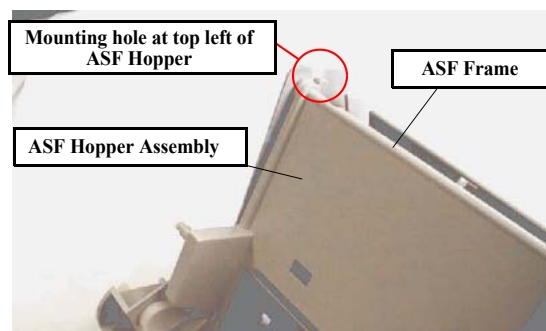 Mounting hole at top left of
ASF Hopper
ASF Frame
ASF Hopper Assembly